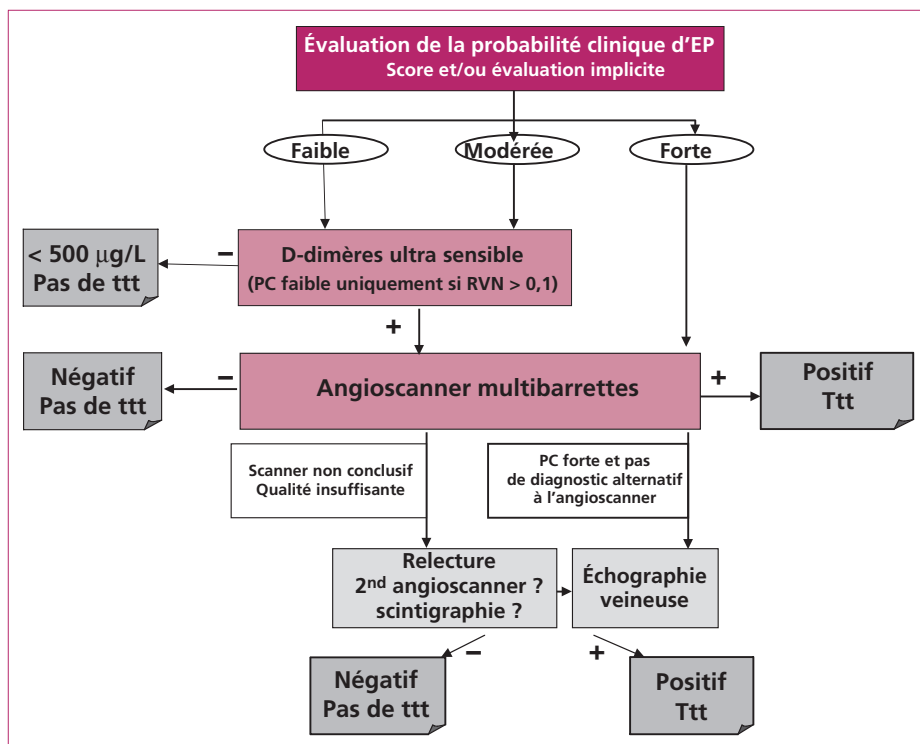 Évaluation de la probabilité clinique d’EP
Score et/ou évaluation implicite
Faible
Modérée
Forte
< 500 µg/L
Pas de ttt
–
D-dimères ultra sensible
(PC faible uniquement si RVN > 0,1)
+
Négatif
Pas de ttt
–
Angioscanner multibarrettes
+
Positif
Ttt
Scanner non conclusif
Qualité insuffisante
PC forte et pas
de diagnostic alternatif
à l’angioscanner
Relecture
2nd angioscanner ?
scintigraphie ?
Échographie
veineuse
–
+
Négatif
Pas de ttt
Positif
Ttt